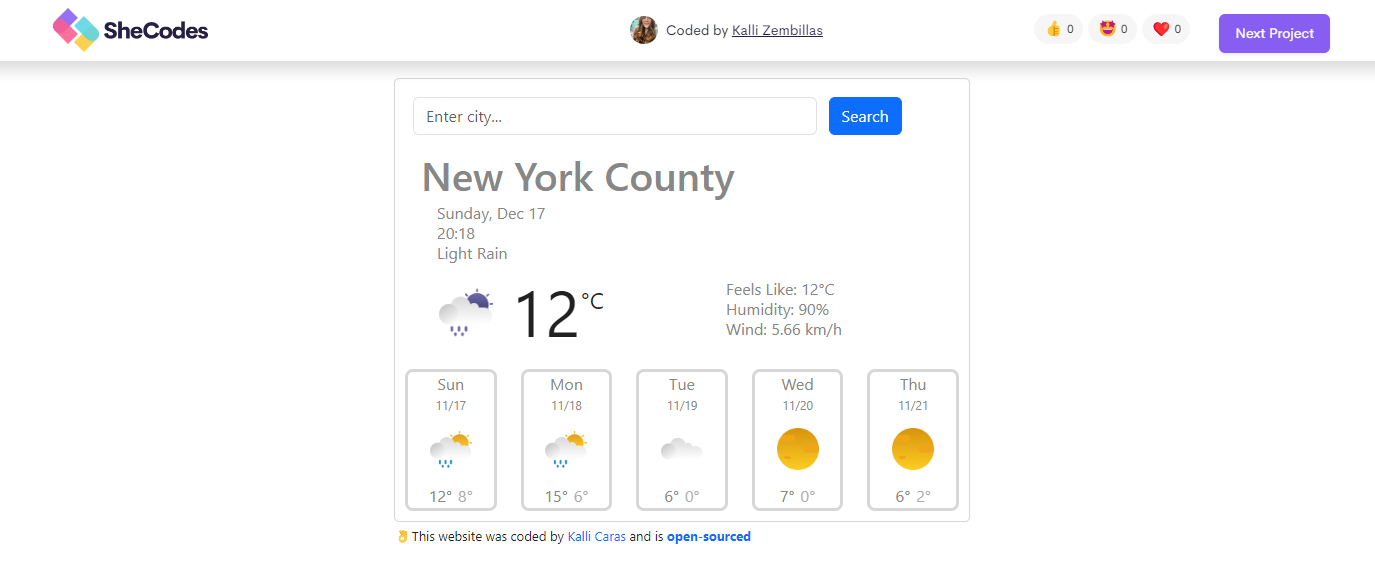 SheCodes
Coded by Kalli Zembillas
👍 0
🤩 0
❤️ 0
Next Project
Enter city...
Search
New York County
Sunday, Dec 17
20:18
Light Rain
12°C
Feels Like: 12°C
Humidity: 90%
Wind: 5.66 km/h
Sun
11/17
12° 8°
Mon
11/18
15° 6°
Tue
11/19
6° 0°
Wed
11/20
7° 0°
Thu
11/21
6° 2°
👌This website was coded by Kalli Caras and is open-sourced